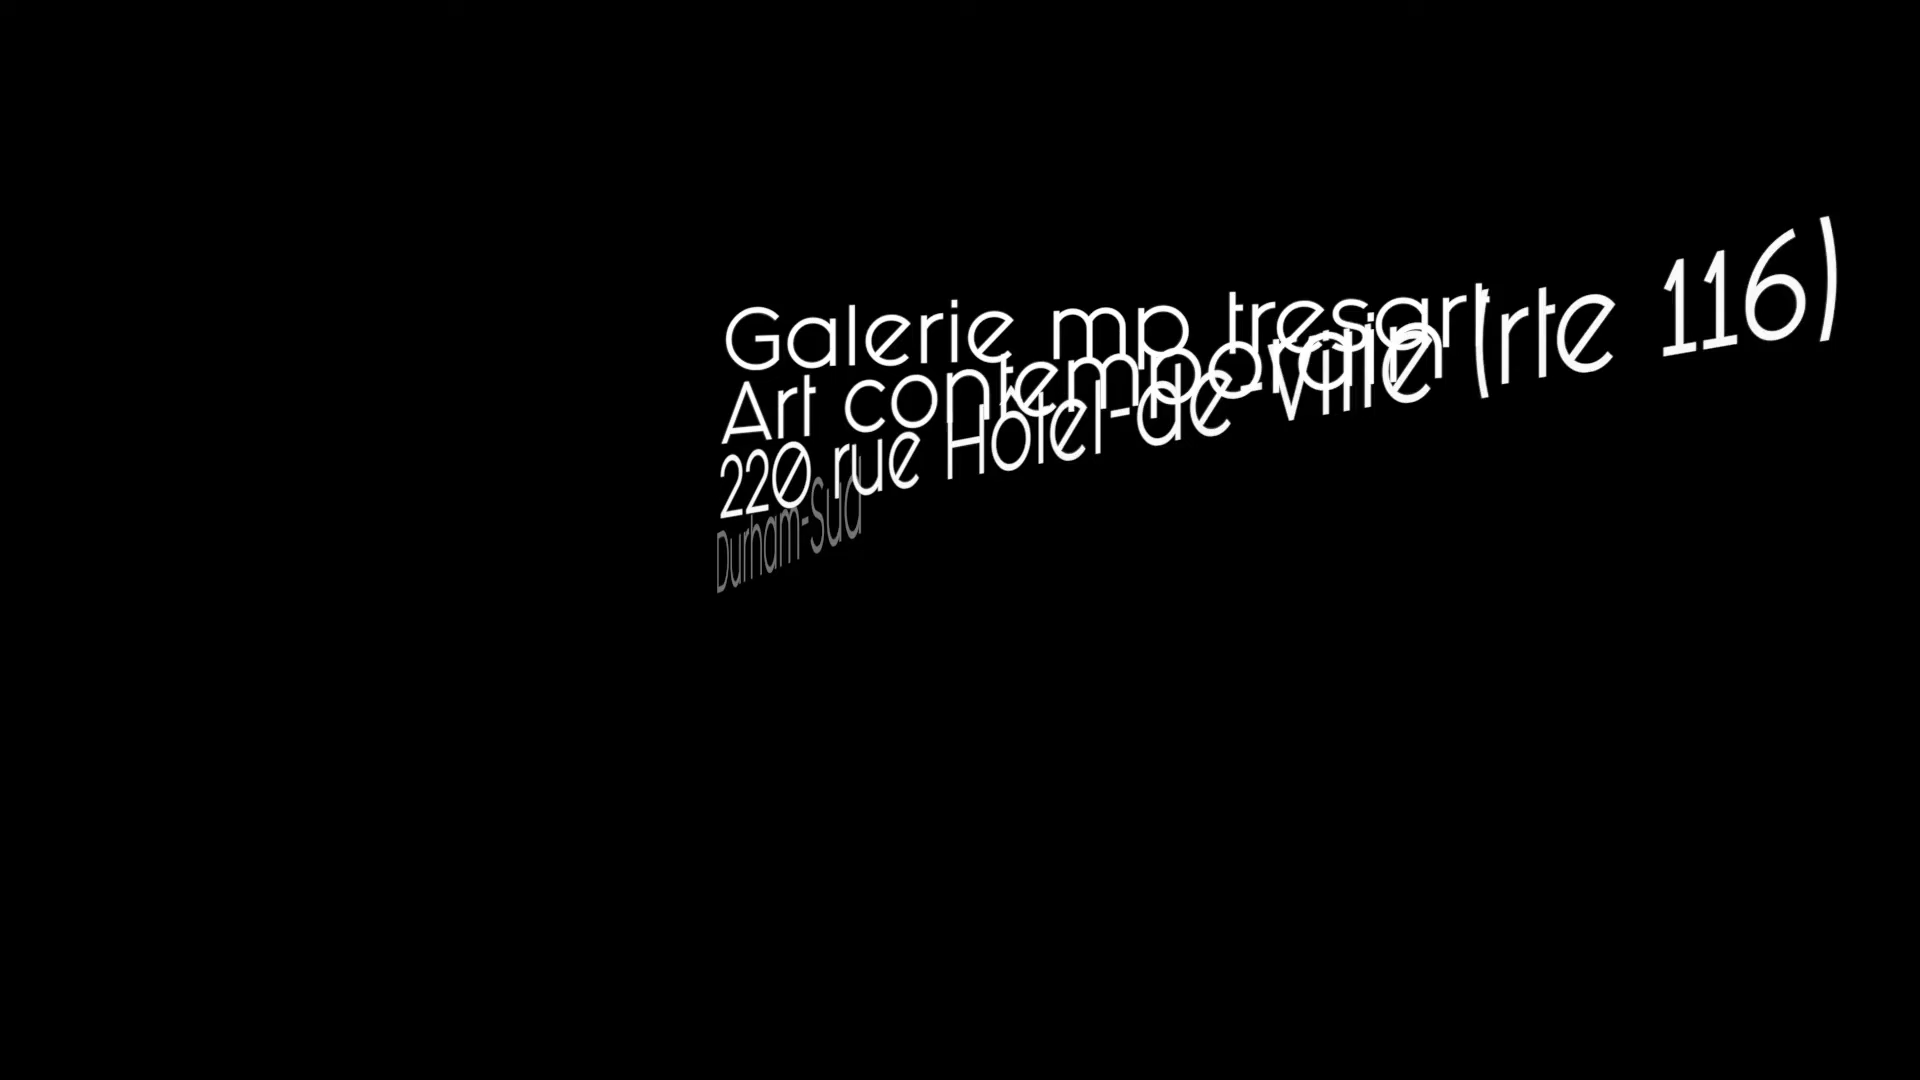 Galerie mp tresart
Art contemporain
220 rue Hôtel-de-Ville (rte 116)
Durham-Sud